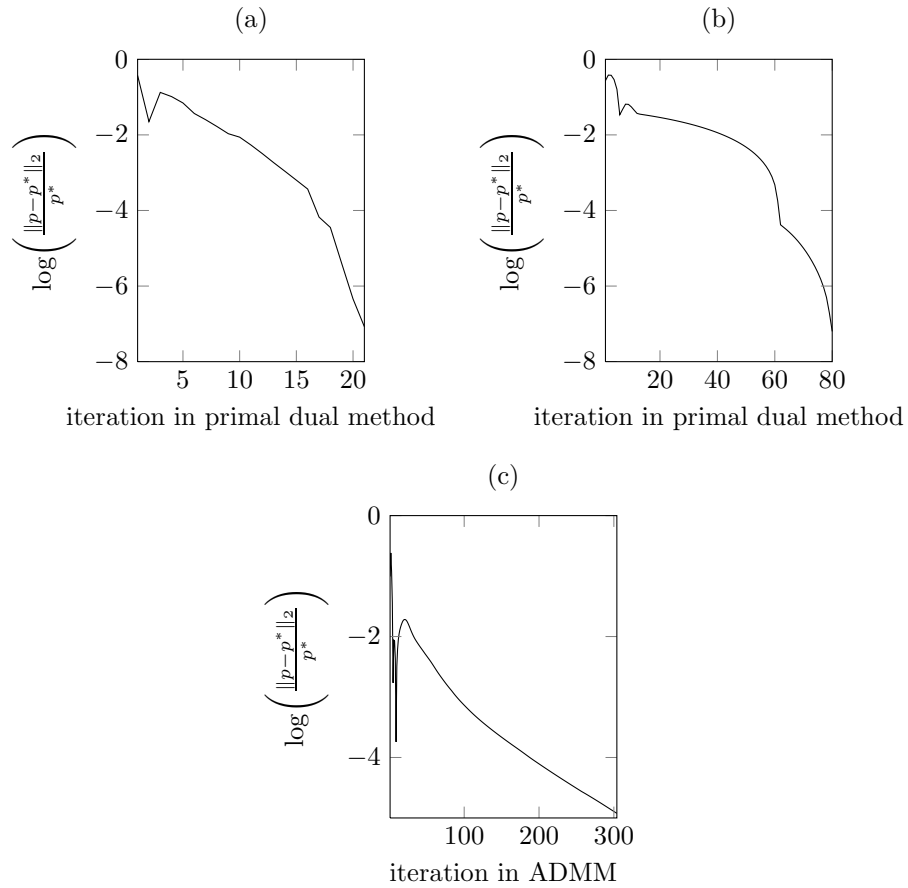 (a)
0
−2
−4
−6
−8
log(||p−p*||₂ / p*)
5 10 15 20
iteration in primal dual method
(b)
0
−2
−4
−6
−8
log(||p−p*||₂ / p*)
20 40 60 80
iteration in primal dual method
(c)
0
−2
−4
log(||p−p*||₂ / p*)
100 200 300
iteration in ADMM